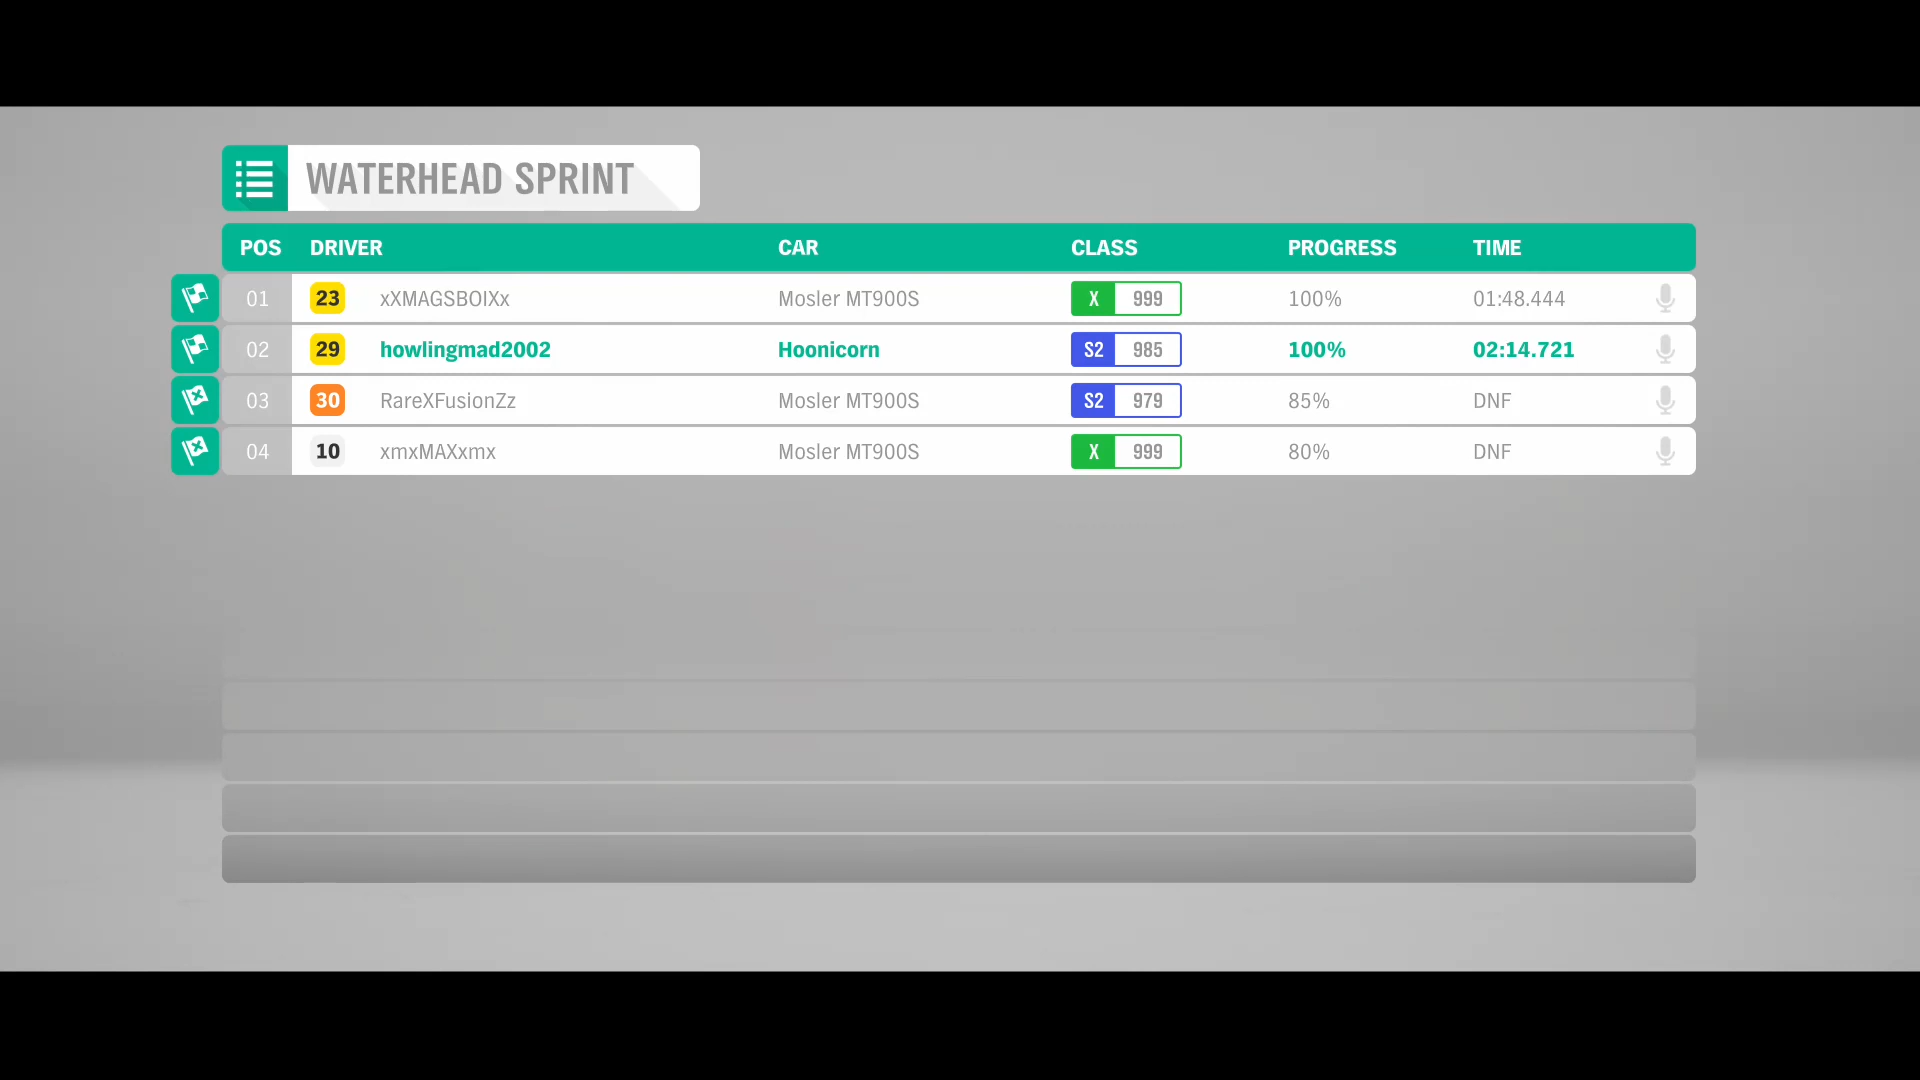 WATERHEAD SPRINT
POS DRIVER CAR CLASS PROGRESS TIME
01 23 xXMAGSBOIXx Mosler MT900S X 999 100% 01:48.444
02 29 howlingmad2002 Hoonicorn S2 985 100% 02:14.721
03 30 RareXFusionZz Mosler MT900S S2 979 85% DNF
04 10 xmxMAXxmx Mosler MT900S X 999 80% DNF